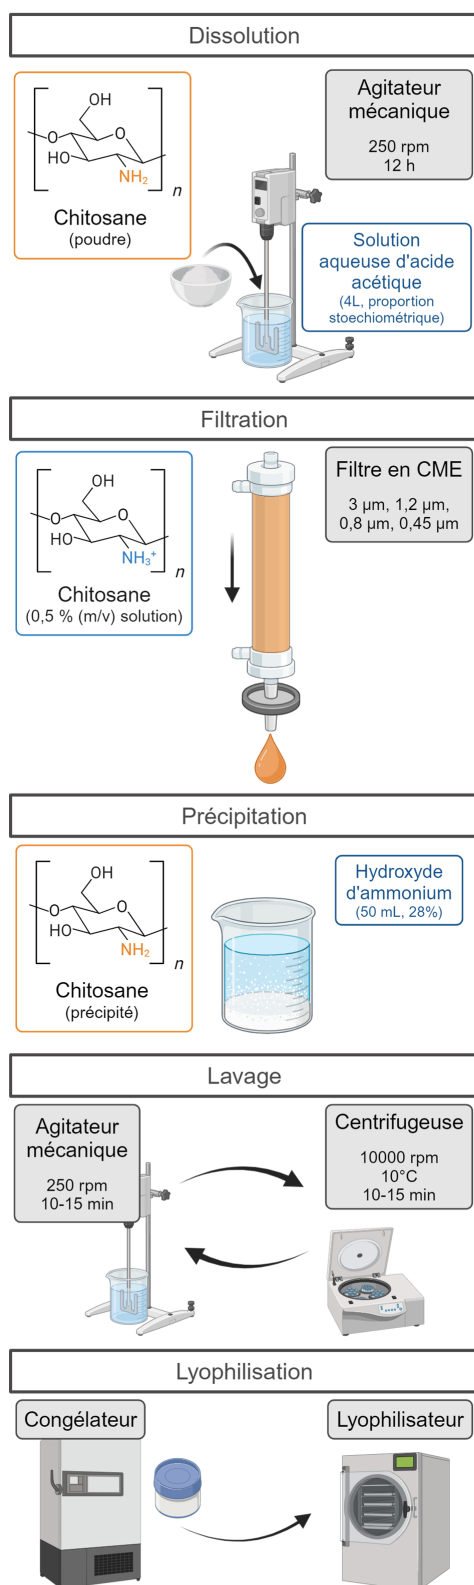 Dissolution
OH
O
O
HO
NH₂
n
Chitosane
(poudre)
Agitateur
mécanique
250 rpm
12 h
Solution
aqueuse d'acide
acétique
(4L, proportion
stoechiométrique)
Filtration
OH
O
O
HO
NH₃⁺
n
Chitosane
(0,5 % (m/v) solution)
Filtre en CME
3 µm, 1,2 µm,
0,8 µm, 0,45 µm
Précipitation
OH
O
O
HO
NH₂
n
Chitosane
(précipité)
Hydroxyde
d'ammonium
(50 mL, 28%)
Lavage
Agitateur
mécanique
250 rpm
10-15 min
Centrifugeuse
10000 rpm
10°C
10-15 min
Lyophilisation
Congélateur
Lyophilisateur